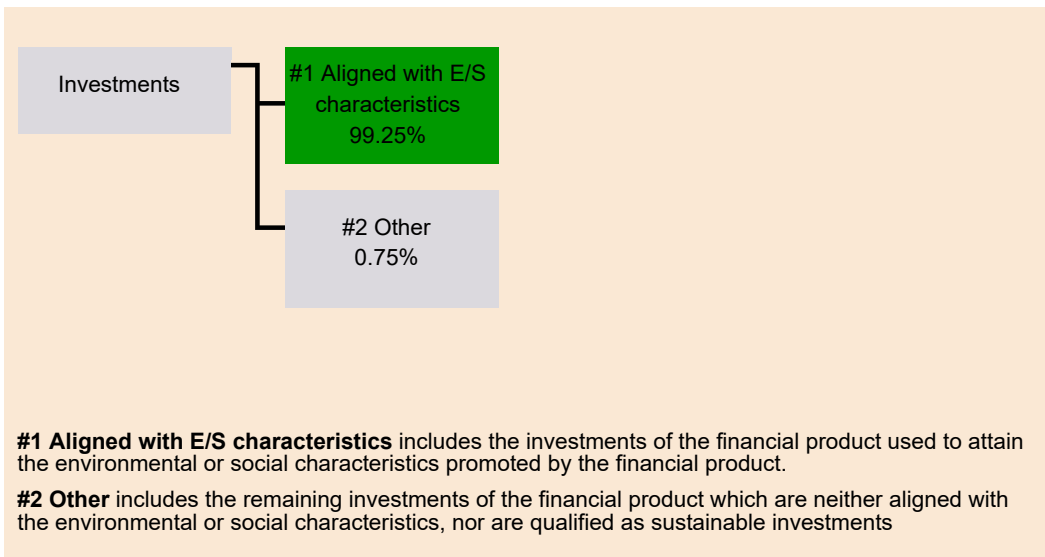 Investments
#1 Aligned with E/S
characteristics
99.25%
#2 Other
0.75%
#1 Aligned with E/S characteristics includes the investments of the financial product used to attain
the environmental or social characteristics promoted by the financial product.
#2 Other includes the remaining investments of the financial product which are neither aligned with
the environmental or social characteristics, nor are qualified as sustainable investments